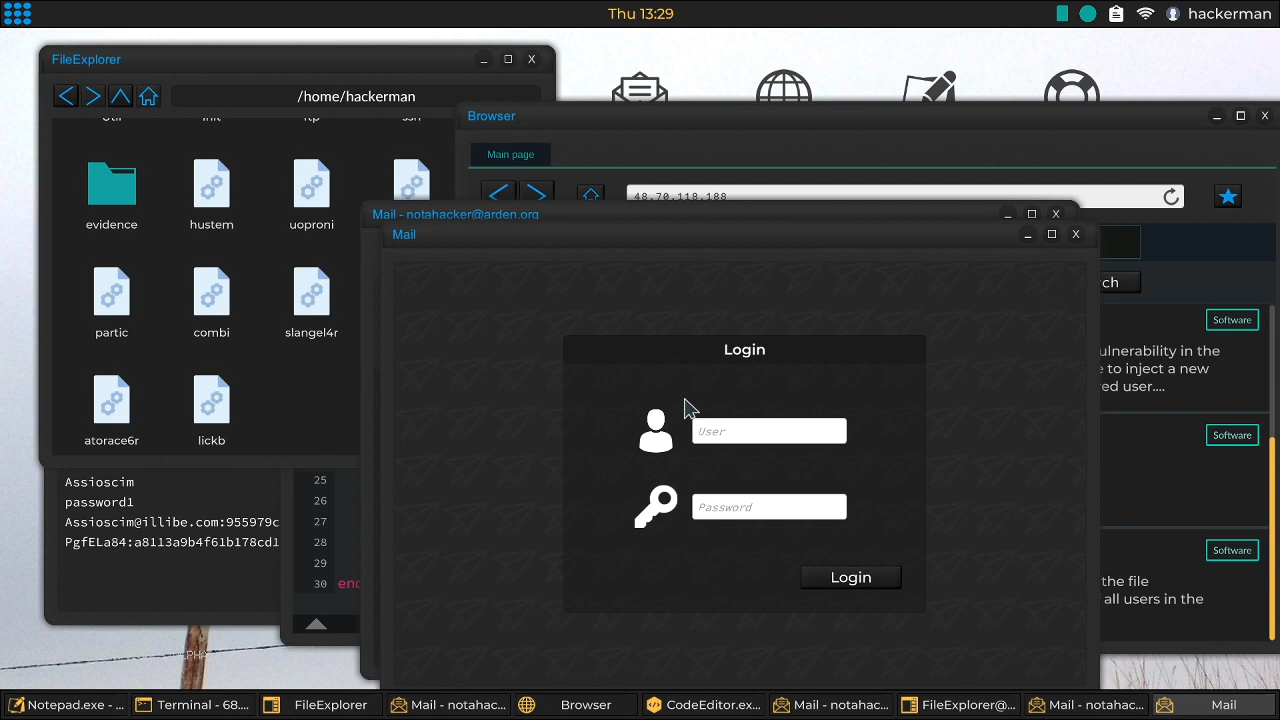 Thu 13:29
hackerman
FileExplorer
/home/hackerman
evidence
hustem
uoproni
partic
combi
slangel4r
atorace6r
lickb
Browser
Main page
48.70.118.188
ch
Software
ulnerability in the
e to inject a new
red user....
Software
Software
the file
all users in the
Mail - notahacker@arden.org
Mail
Login
User
Password
Login
Assioscim
password1
Assioscim@illibe.com:955979c
PgfELa84:a8113a9b4f61b178cd1
25
26
27
28
29
30 end
Notepad.exe - ...
Terminal - 68....
FileExplorer
Mail - notahac...
Browser
CodeEditor.ex...
Mail - notahac...
FileExplorer@...
Mail - notahac...
Mail